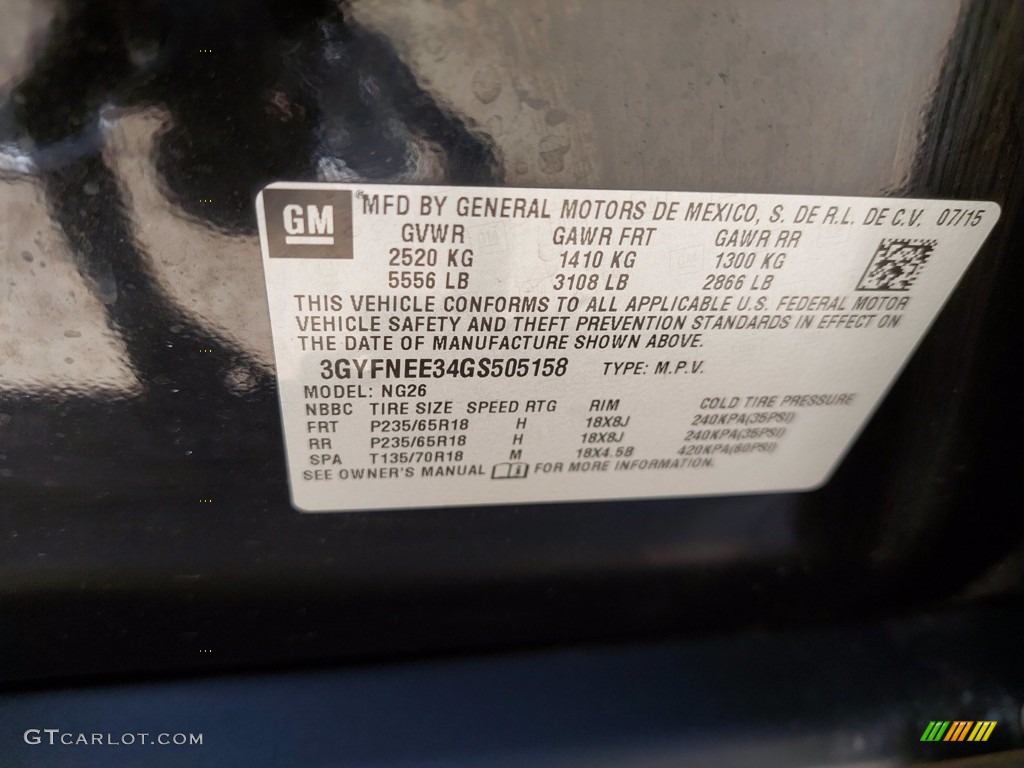 GM ® MFD BY GENERAL MOTORS DE MEXICO, S. DE R.L. DE C.V. 07/15
GVWR GAWR FRT GAWR RR
2520 KG 1410 KG 1300 KG
5556 LB 3108 LB 2866 LB
THIS VEHICLE CONFORMS TO ALL APPLICABLE U.S. FEDERAL MOTOR
VEHICLE SAFETY AND THEFT PREVENTION STANDARDS IN EFFECT ON
THE DATE OF MANUFACTURE SHOWN ABOVE.
3GYFNEE34GS505158 TYPE: M.P.V.
MODEL: NG26
NBBC TIRE SIZE SPEED RTG RIM COLD TIRE PRESSURE
FRT P235/65R18 H 18X8J 240KPA(35PSI)
RR P235/65R18 H 18X8J 240KPA(35PSI)
SPA T135/70R18 M 18X4.5B 420KPA(60PSI)
SEE OWNER'S MANUAL FOR MORE INFORMATION.
GTCARLOT.COM